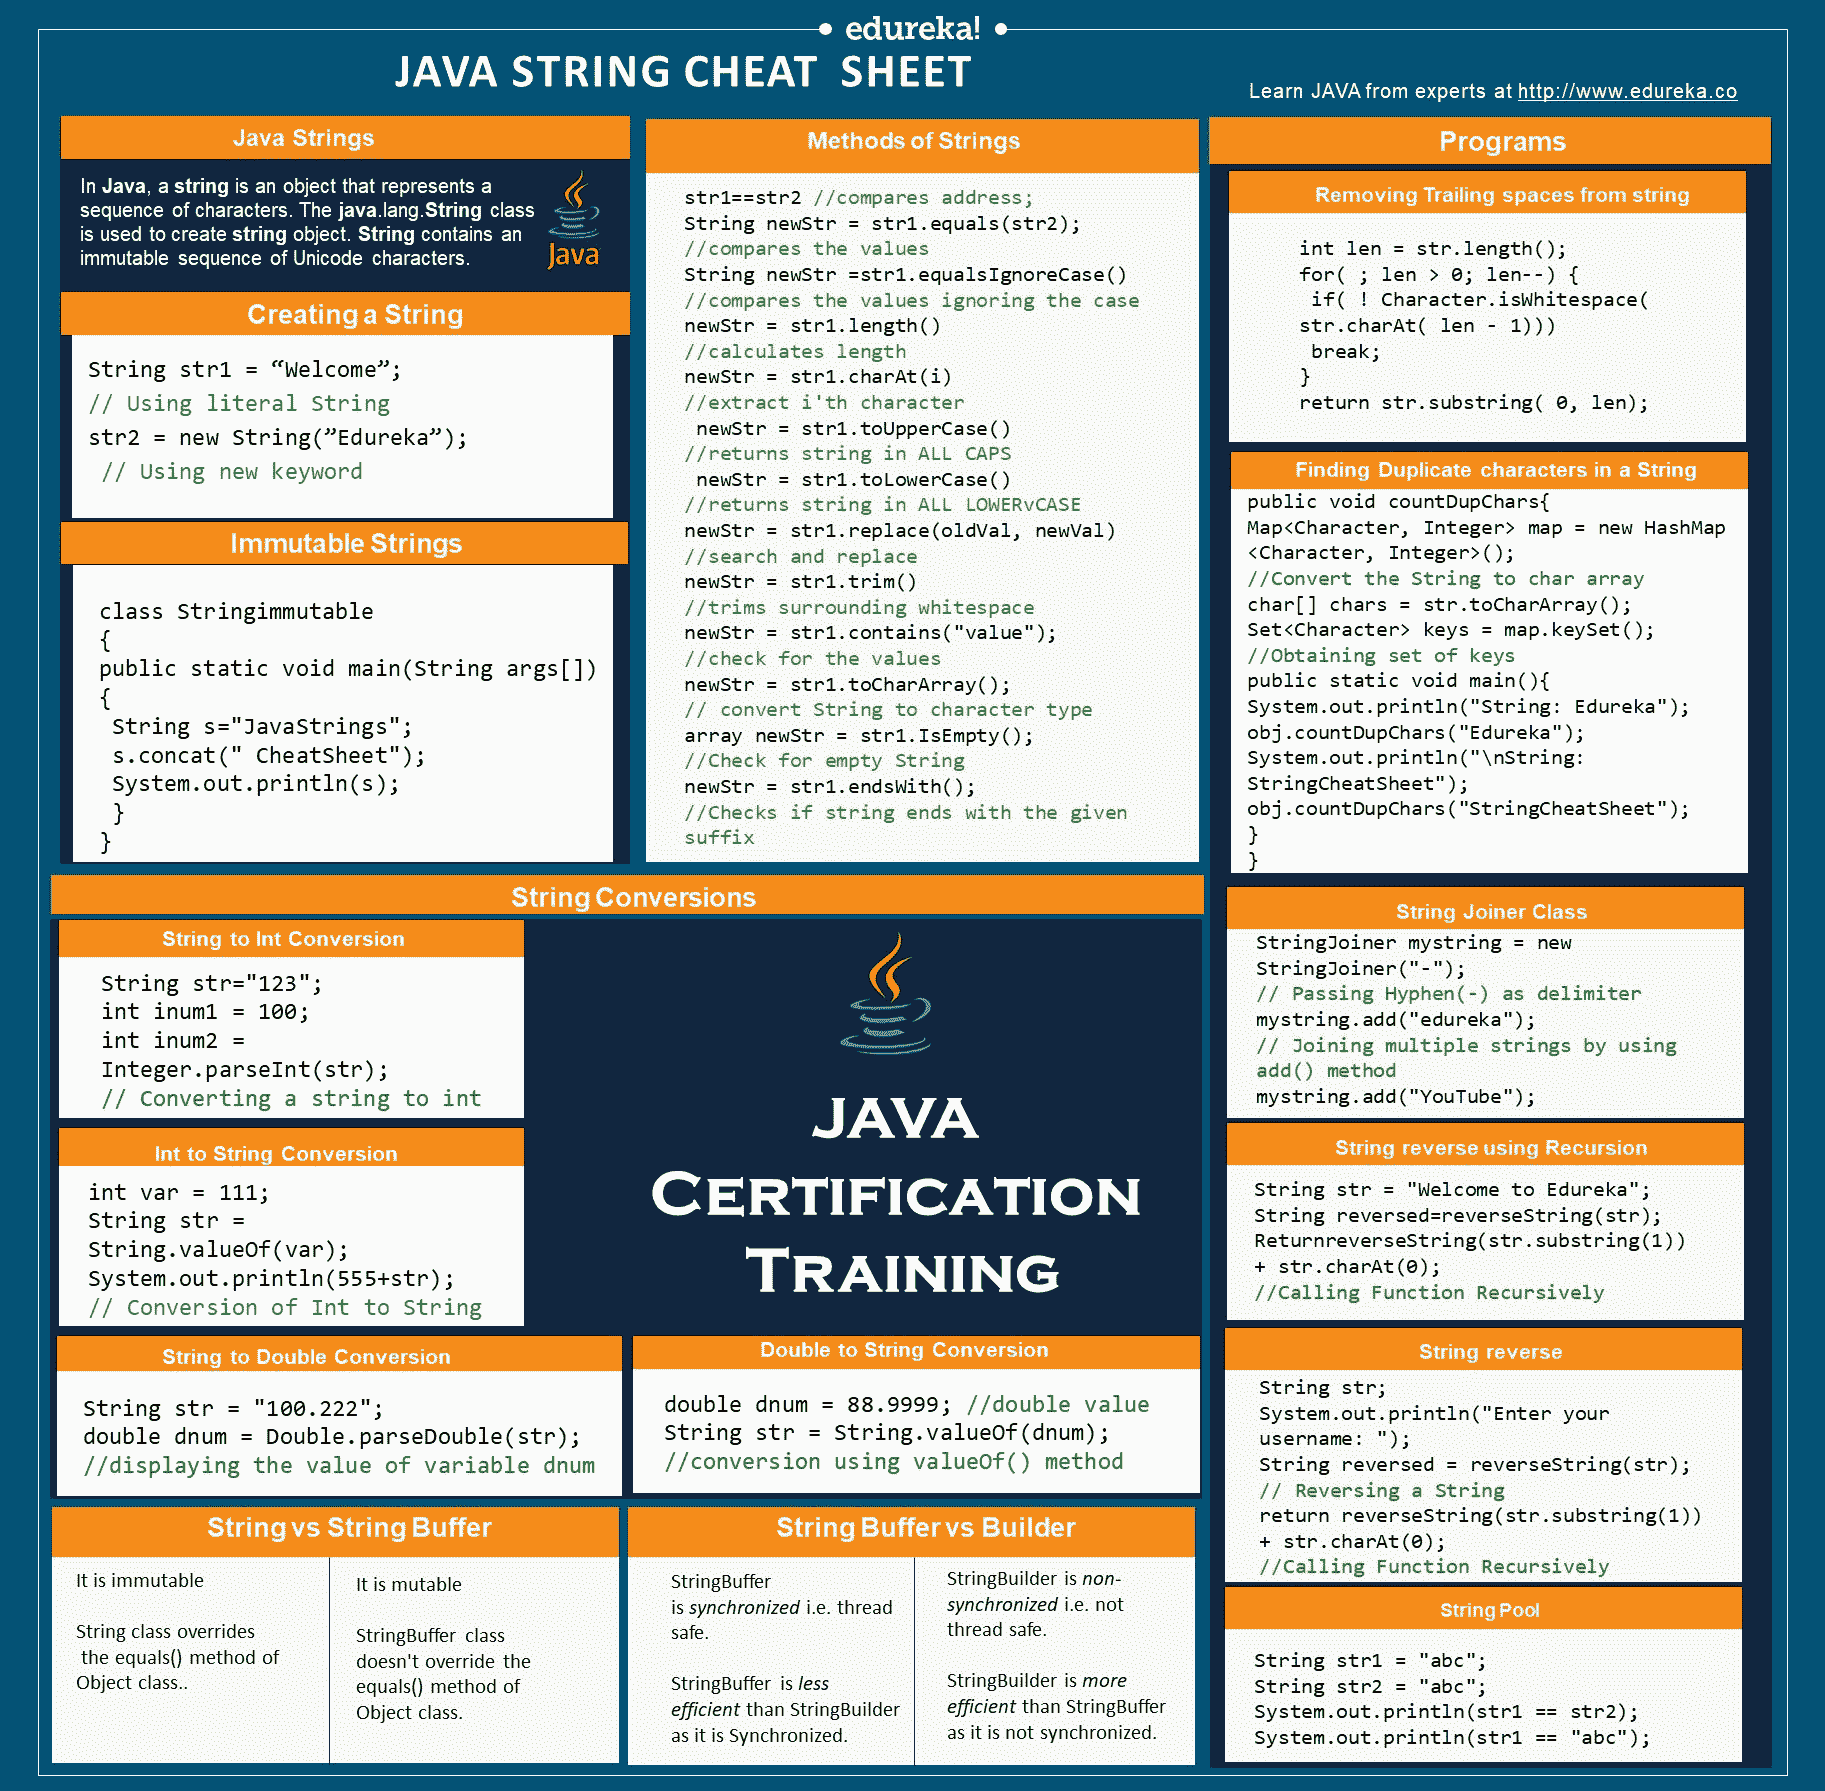 edureka!
JAVA STRING CHEAT SHEET
Learn JAVA from experts at http://www.edureka.co
Java Strings
In Java, a string is an object that represents a
sequence of characters. The java.lang.String class
is used to create string object. String contains an
immutable sequence of Unicode characters.
Java
Creating a String
String str1 = “Welcome”;
// Using literal String
str2 = new String(”Edureka”);
// Using new keyword
Immutable Strings
class Stringimmutable
{
public static void main(String args[])
{
String s="JavaStrings";
s.concat(" CheatSheet");
System.out.println(s);
}
}
Methods of Strings
str1==str2 //compares address;
String newStr = str1.equals(str2);
//compares the values
String newStr =str1.equalsIgnoreCase()
//compares the values ignoring the case
newStr = str1.length()
//calculates length
newStr = str1.charAt(i)
//extract i'th character
newStr = str1.toUpperCase()
//returns string in ALL CAPS
newStr = str1.toLowerCase()
//returns string in ALL LOWERvCASE
newStr = str1.replace(oldVal, newVal)
//search and replace
newStr = str1.trim()
//trims surrounding whitespace
newStr = str1.contains("value");
//check for the values
newStr = str1.toCharArray();
// convert String to character type
array newStr = str1.IsEmpty();
//Check for empty String
newStr = str1.endsWith();
//Checks if string ends with the given
suffix
String Conversions
String to Int Conversion
String str="123";
int inum1 = 100;
int inum2 =
Integer.parseInt(str);
// Converting a string to int
Int to String Conversion
int var = 111;
String str =
String.valueOf(var);
System.out.println(555+str);
// Conversion of Int to String
JAVA
CERTIFICATION
TRAINING
String to Double Conversion
String str = "100.222";
double dnum = Double.parseDouble(str);
//displaying the value of variable dnum
Double to String Conversion
double dnum = 88.9999; //double value
String str = String.valueOf(dnum);
//conversion using valueOf() method
String vs String Buffer
It is immutable
String class overrides
the equals() method of
Object class..
It is mutable
StringBuffer class
doesn't override the
equals() method of
Object class.
String Buffer vs Builder
StringBuffer
is synchronized i.e. thread
safe.
StringBuffer is less
efficient than StringBuilder
as it is Synchronized.
StringBuilder is non-
synchronized i.e. not
thread safe.
StringBuilder is more
efficient than StringBuffer
as it is not synchronized.
Programs
Removing Trailing spaces from string
int len = str.length();
for( ; len > 0; len--) {
if( ! Character.isWhitespace(
str.charAt( len - 1)))
break;
}
return str.substring( 0, len);
Finding Duplicate characters in a String
public void countDupChars{
Map<Character, Integer> map = new HashMap
<Character, Integer>();
//Convert the String to char array
char[] chars = str.toCharArray();
Set<Character> keys = map.keySet();
//Obtaining set of keys
public static void main(){
System.out.println("String: Edureka");
obj.countDupChars("Edureka");
System.out.println("\nString:
StringCheatSheet");
obj.countDupChars("StringCheatSheet");
}
}
String Joiner Class
StringJoiner mystring = new
StringJoiner("-");
// Passing Hyphen(-) as delimiter
mystring.add("edureka");
// Joining multiple strings by using
add() method
mystring.add("YouTube");
String reverse using Recursion
String str = "Welcome to Edureka";
String reversed=reverseString(str);
ReturnreverseString(str.substring(1))
+ str.charAt(0);
//Calling Function Recursively
String reverse
String str;
System.out.println("Enter your
username: ");
String reversed = reverseString(str);
// Reversing a String
return reverseString(str.substring(1))
+ str.charAt(0);
//Calling Function Recursively
String Pool
String str1 = "abc";
String str2 = "abc";
System.out.println(str1 == str2);
System.out.println(str1 == "abc");